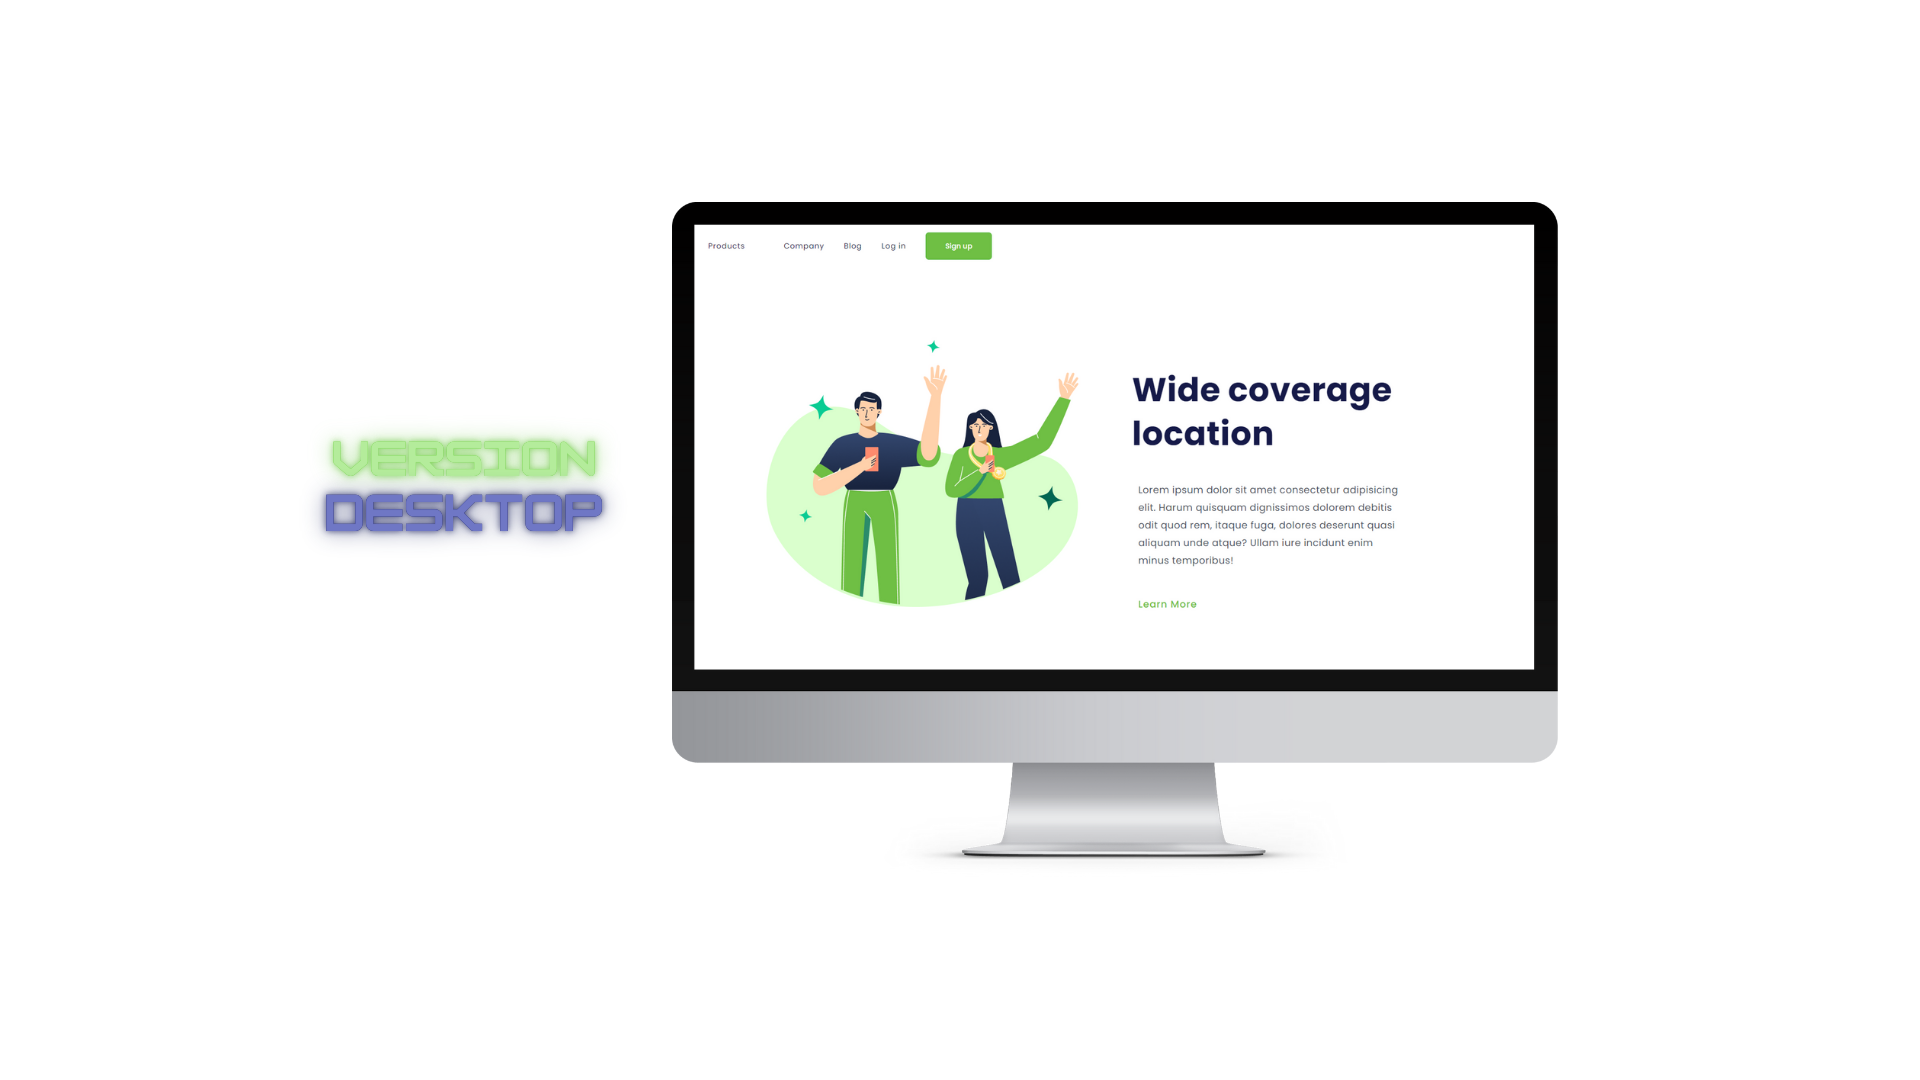 VERSION
DESKTOP
Products Company Blog Log in Sign up
Wide coverage
location
Lorem ipsum dolor sit amet consectetur adipisicing
elit. Harum quisquam dignissimos dolorem debitis
odit quod rem, itaque fuga, dolores deserunt quasi
aliquam unde atque? Ullam iure incidunt enim
minus temporibus!
Learn More